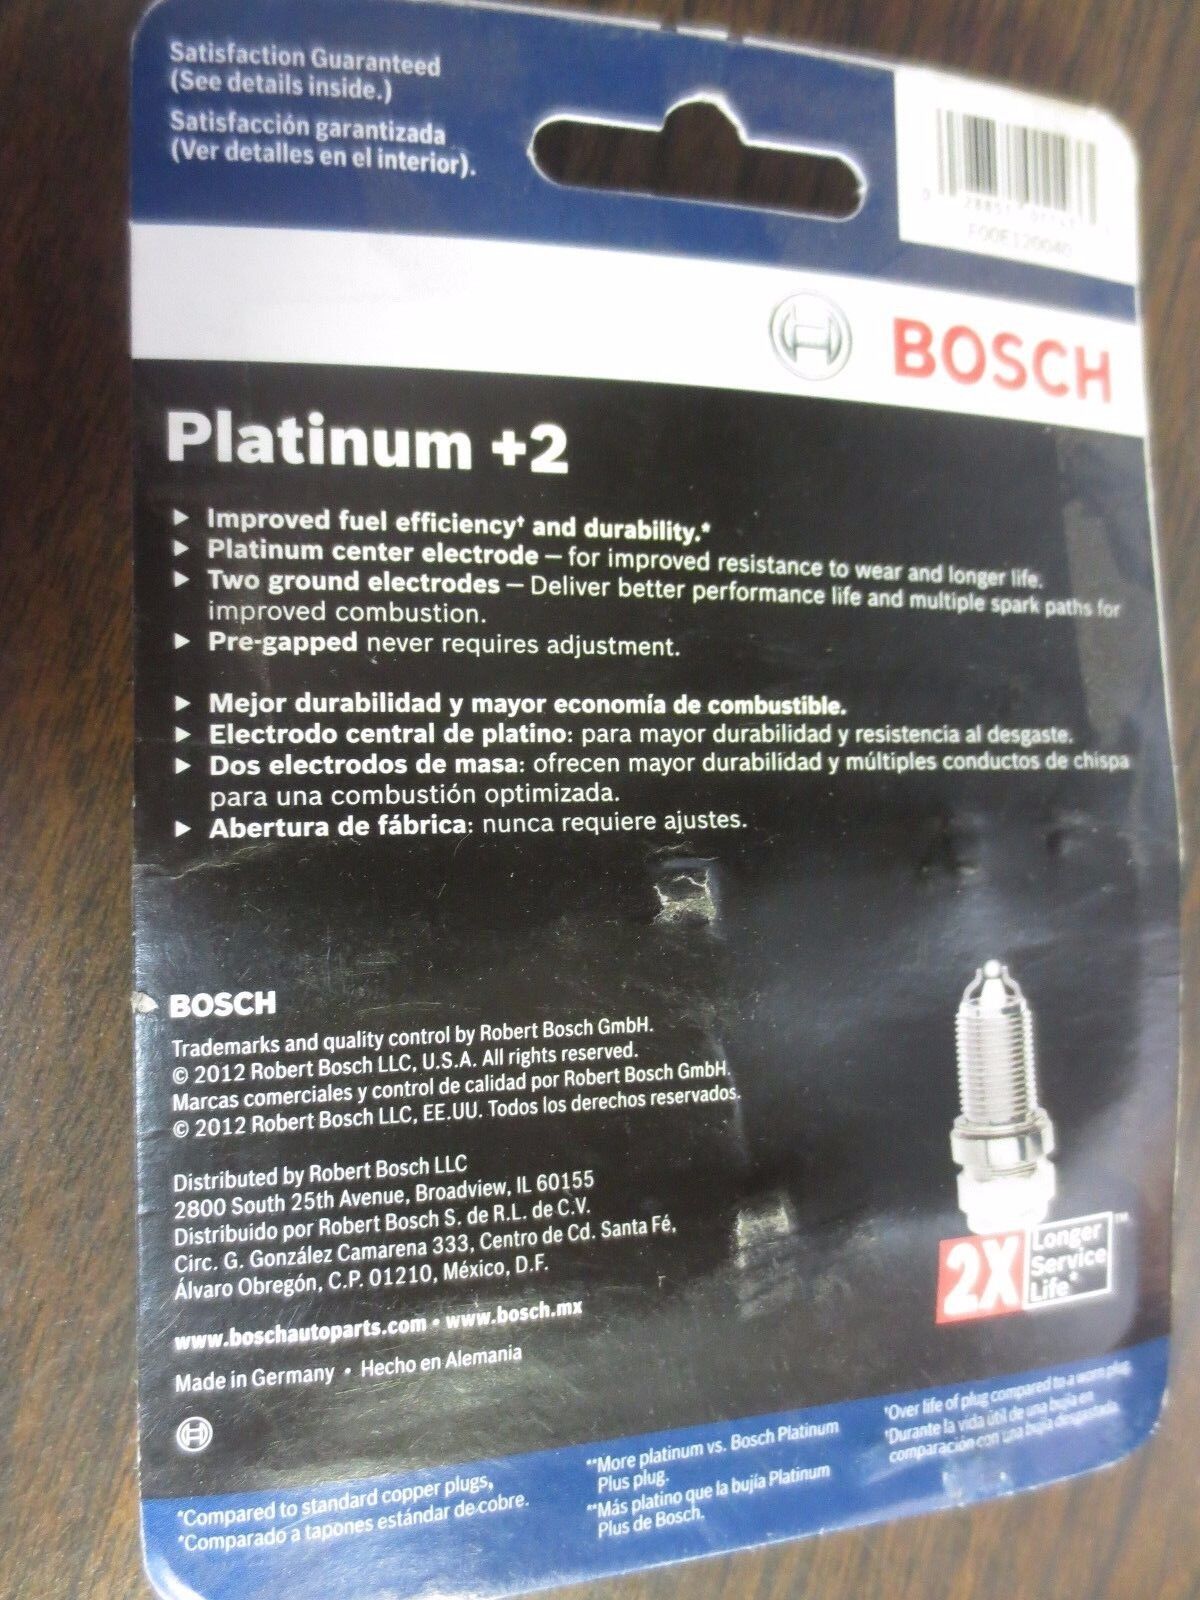 Satisfaction Guaranteed
(See details inside.)
Satisfacción garantizada
(Ver detalles en el interior).
F00E120040
BOSCH
Platinum +2
▶ Improved fuel efficiency† and durability.*
▶ Platinum center electrode – for improved resistance to wear and longer life.
▶ Two ground electrodes – Deliver better performance life and multiple spark paths for
improved combustion.
▶ Pre-gapped never requires adjustment.
▶ Mejor durabilidad y mayor economía de combustible.
▶ Electrodo central de platino: para mayor durabilidad y resistencia al desgaste.
▶ Dos electrodos de masa: ofrecen mayor durabilidad y múltiples conductos de chispa
para una combustión optimizada.
▶ Abertura de fábrica: nunca requiere ajustes.
BOSCH
Trademarks and quality control by Robert Bosch GmbH.
© 2012 Robert Bosch LLC, U.S.A. All rights reserved.
Marcas comerciales y control de calidad por Robert Bosch GmbH.
© 2012 Robert Bosch LLC, EE.UU. Todos los derechos reservados.
Distributed by Robert Bosch LLC
2800 South 25th Avenue, Broadview, IL 60155
Distribuido por Robert Bosch S. de R.L. de C.V.
Circ. G. González Camarena 333, Centro de Cd. Santa Fé,
Álvaro Obregón, C.P. 01210, México, D.F.
www.boschautoparts.com • www.bosch.mx
Made in Germany • Hecho en Alemania
2X Longer
Service
Life*
™
*Compared to standard copper plugs,
*Comparado a tapones estándar de cobre.
**More platinum vs. Bosch Platinum
Plus plug.
**Más platino que la bujía Platinum
Plus de Bosch.
†Over life of plug compared to a worn plug
†Durante la vida útil de una bujía en
comparación con una bujía desgastada.